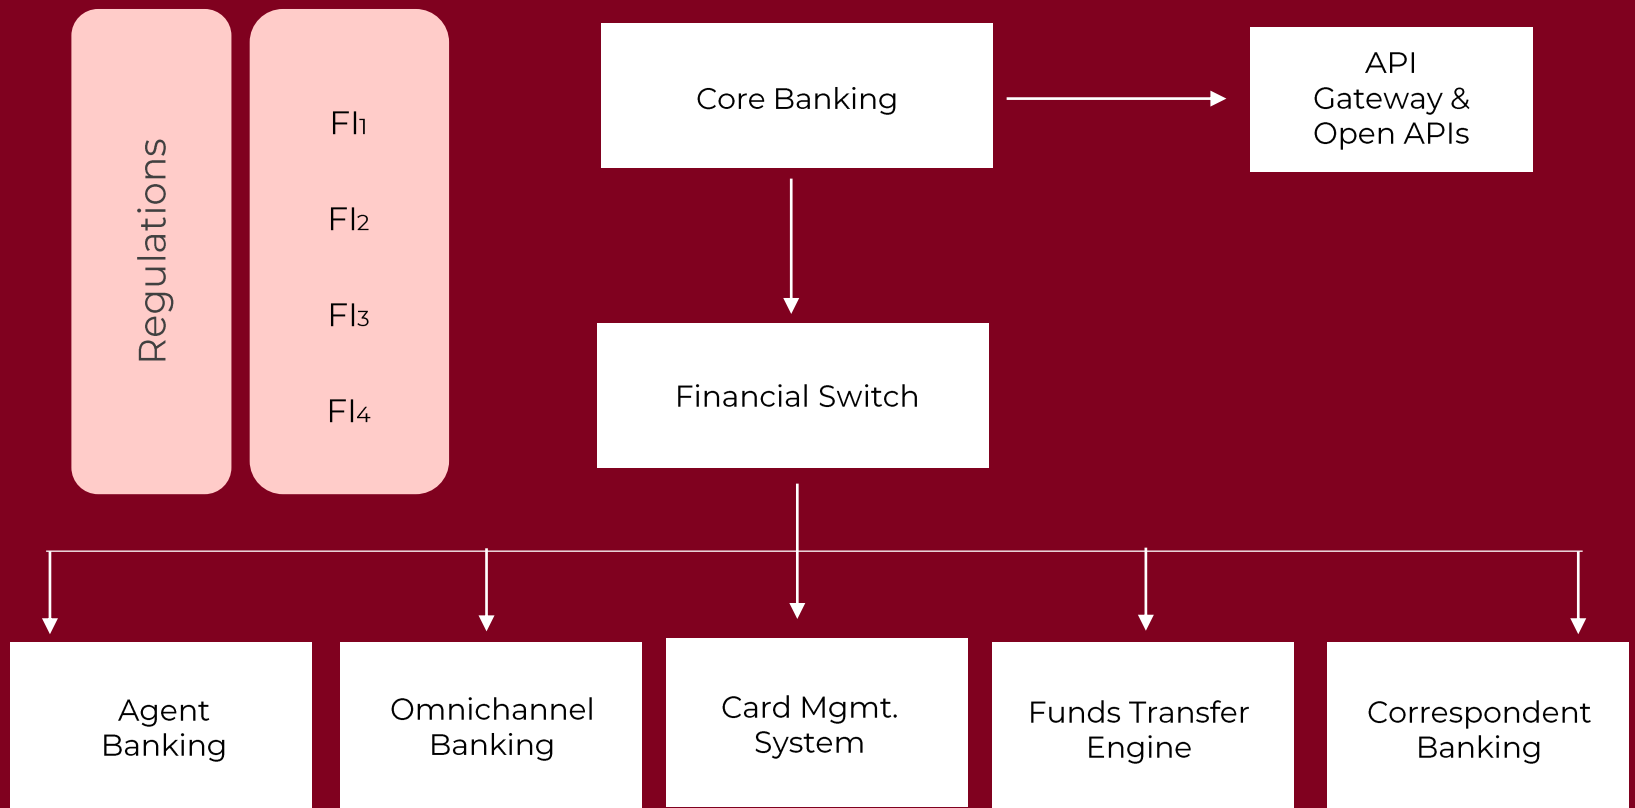 Regulations
FI1
FI2
FI3
FI4
Core Banking
API
Gateway &
Open APIs
Financial Switch
Agent
Banking
Omnichannel
Banking
Card Mgmt.
System
Funds Transfer
Engine
Correspondent
Banking